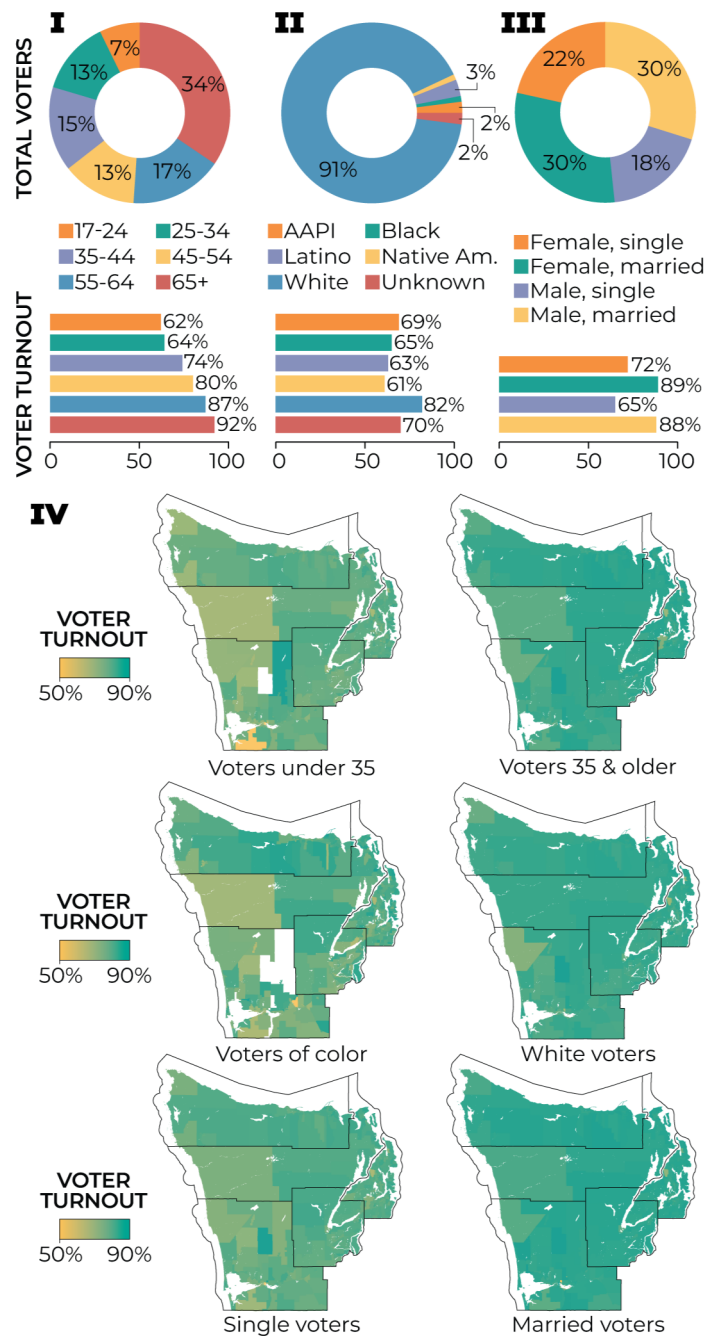 I
II
III
TOTAL VOTERS
7%
34%
13%
15%
13%
17%
3%
2%
2%
91%
22%
30%
30%
18%
17-24
25-34
35-44
45-54
55-64
65+
AAPI
Black
Latino
Native Am.
White
Unknown
Female, single
Female, married
Male, single
Male, married
VOTER TURNOUT
62%
64%
74%
80%
87%
92%
0 50 100
69%
65%
63%
61%
82%
70%
0 50 100
72%
89%
65%
88%
0 50 100
IV
VOTER
TURNOUT
50% 90%
Voters under 35
Voters 35 & older
VOTER
TURNOUT
50% 90%
Voters of color
White voters
VOTER
TURNOUT
50% 90%
Single voters
Married voters